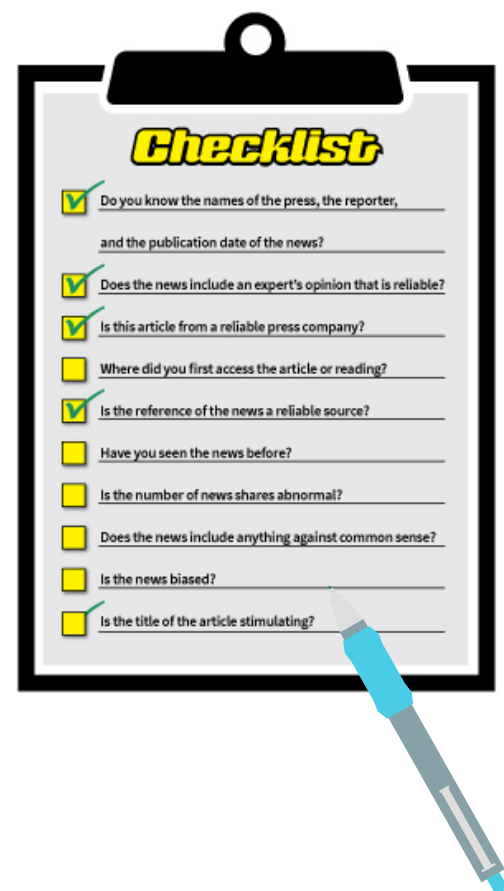 Checklist
Do you know the names of the press, the reporter,
and the publication date of the news?
Does the news include an expert's opinion that is reliable?
Is this article from a reliable press company?
Where did you first access the article or reading?
Is the reference of the news a reliable source?
Have you seen the news before?
Is the number of news shares abnormal?
Does the news include anything against common sense?
Is the news biased?
Is the title of the article stimulating?